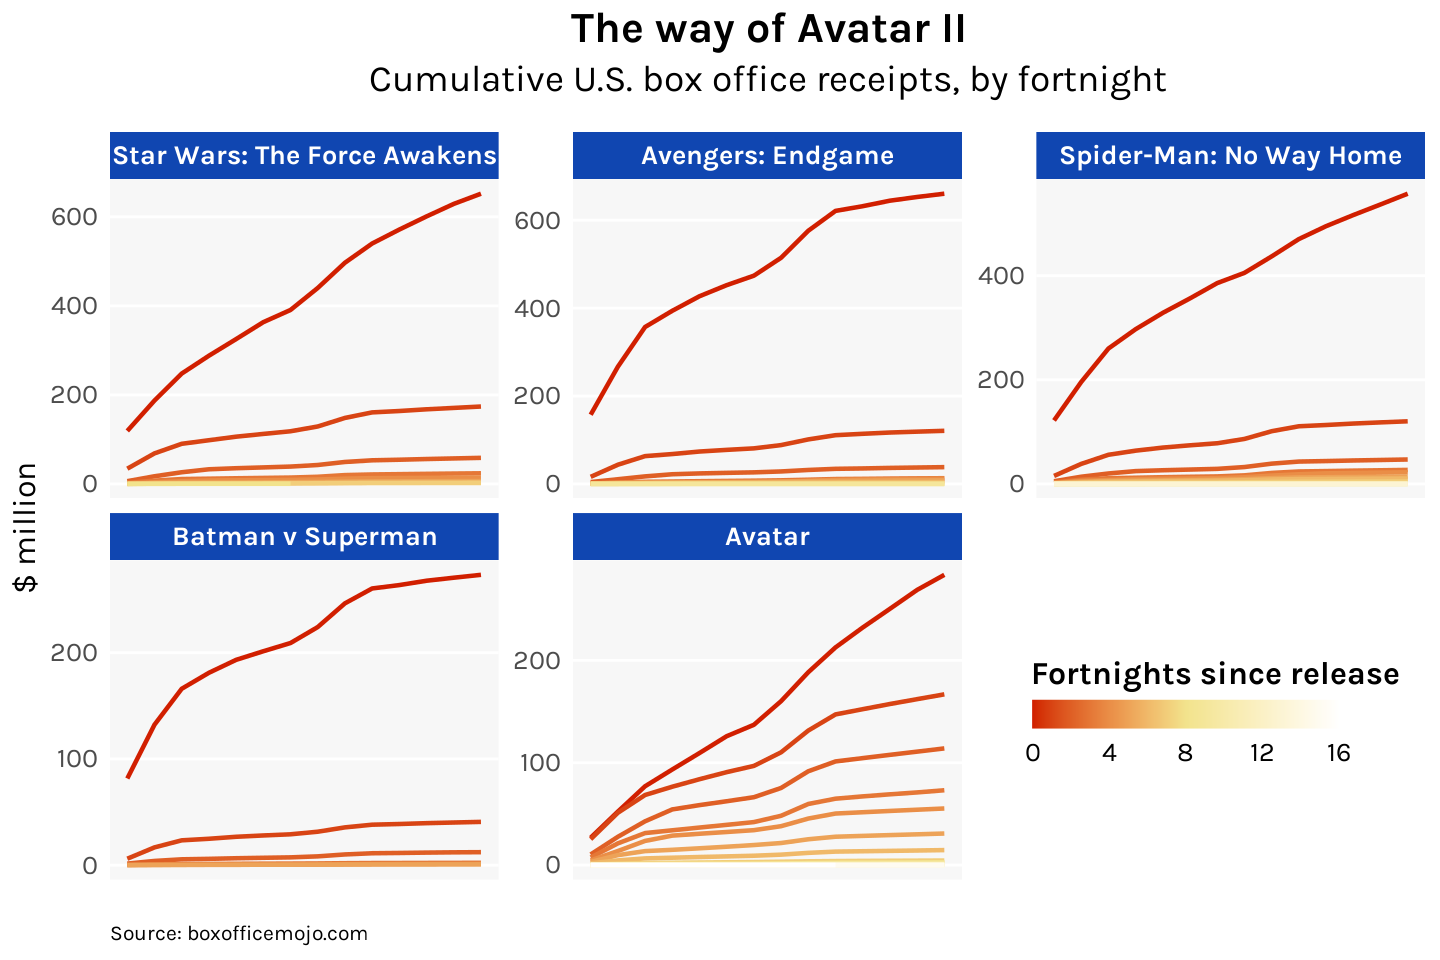 The way of Avatar II
Cumulative U.S. box office receipts, by fortnight
Star Wars: The Force Awakens
Avengers: Endgame
Spider-Man: No Way Home
600
400
200
0
600
400
200
0
400
200
0
$ million
Batman v Superman
Avatar
200
100
0
200
100
0
Fortnights since release
0 4 8 12 16
Source: boxofficemojo.com